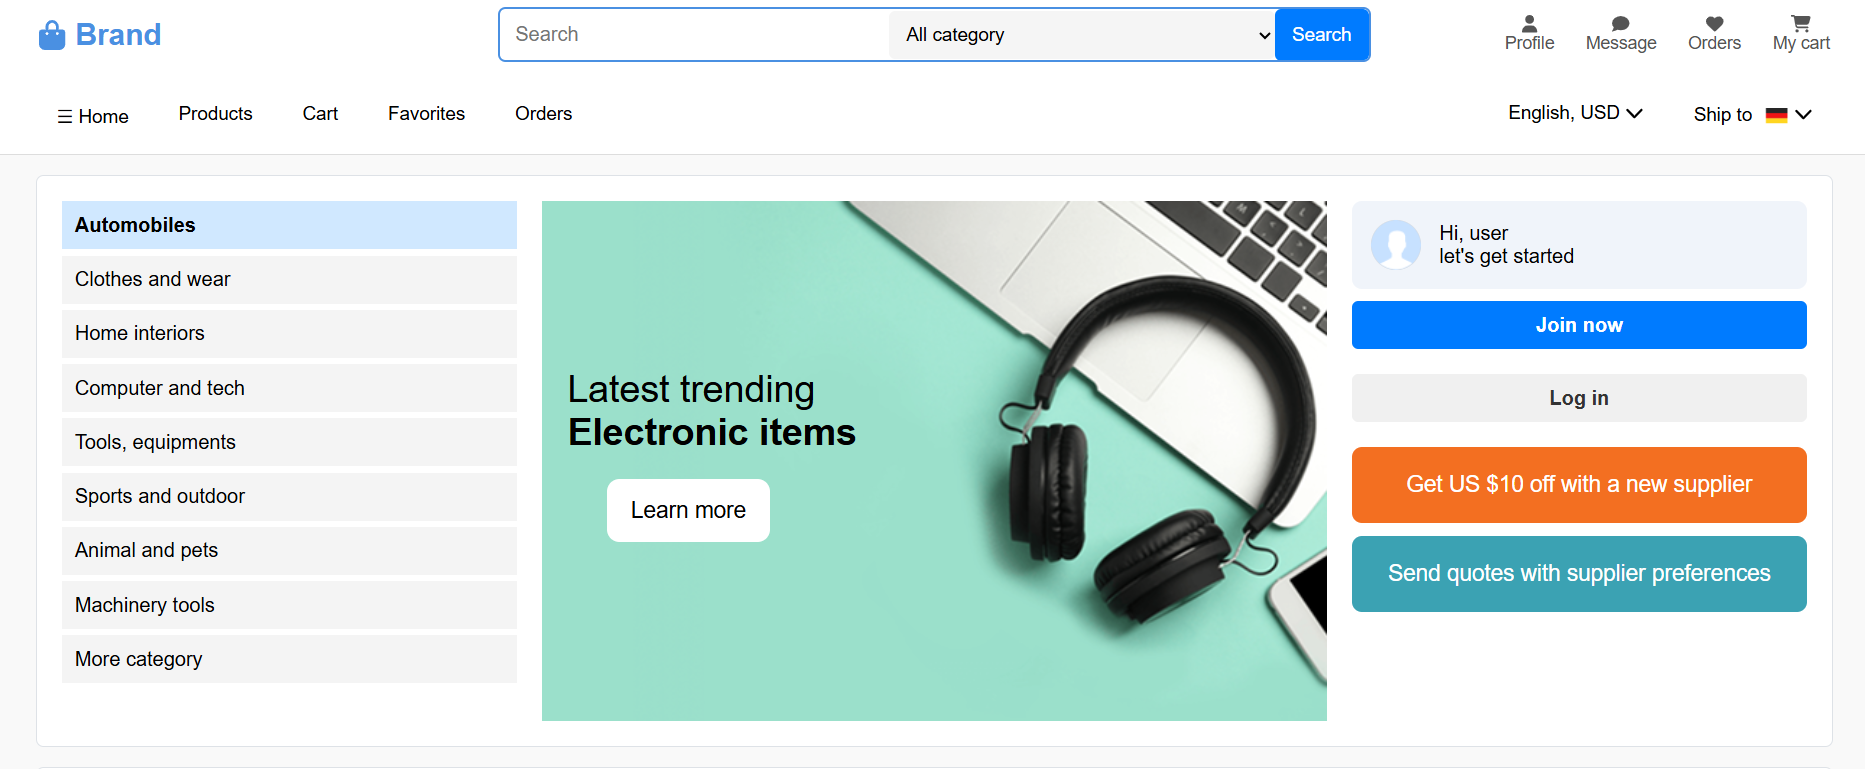 Brand
Search
All category
Search
Profile
Message
Orders
My cart
☰ Home
Products
Cart
Favorites
Orders
English, USD
Ship to
Automobiles
Clothes and wear
Home interiors
Computer and tech
Tools, equipments
Sports and outdoor
Animal and pets
Machinery tools
More category
Latest trending
Electronic items
Learn more
Hi, user
let's get started
Join now
Log in
Get US $10 off with a new supplier
Send quotes with supplier preferences